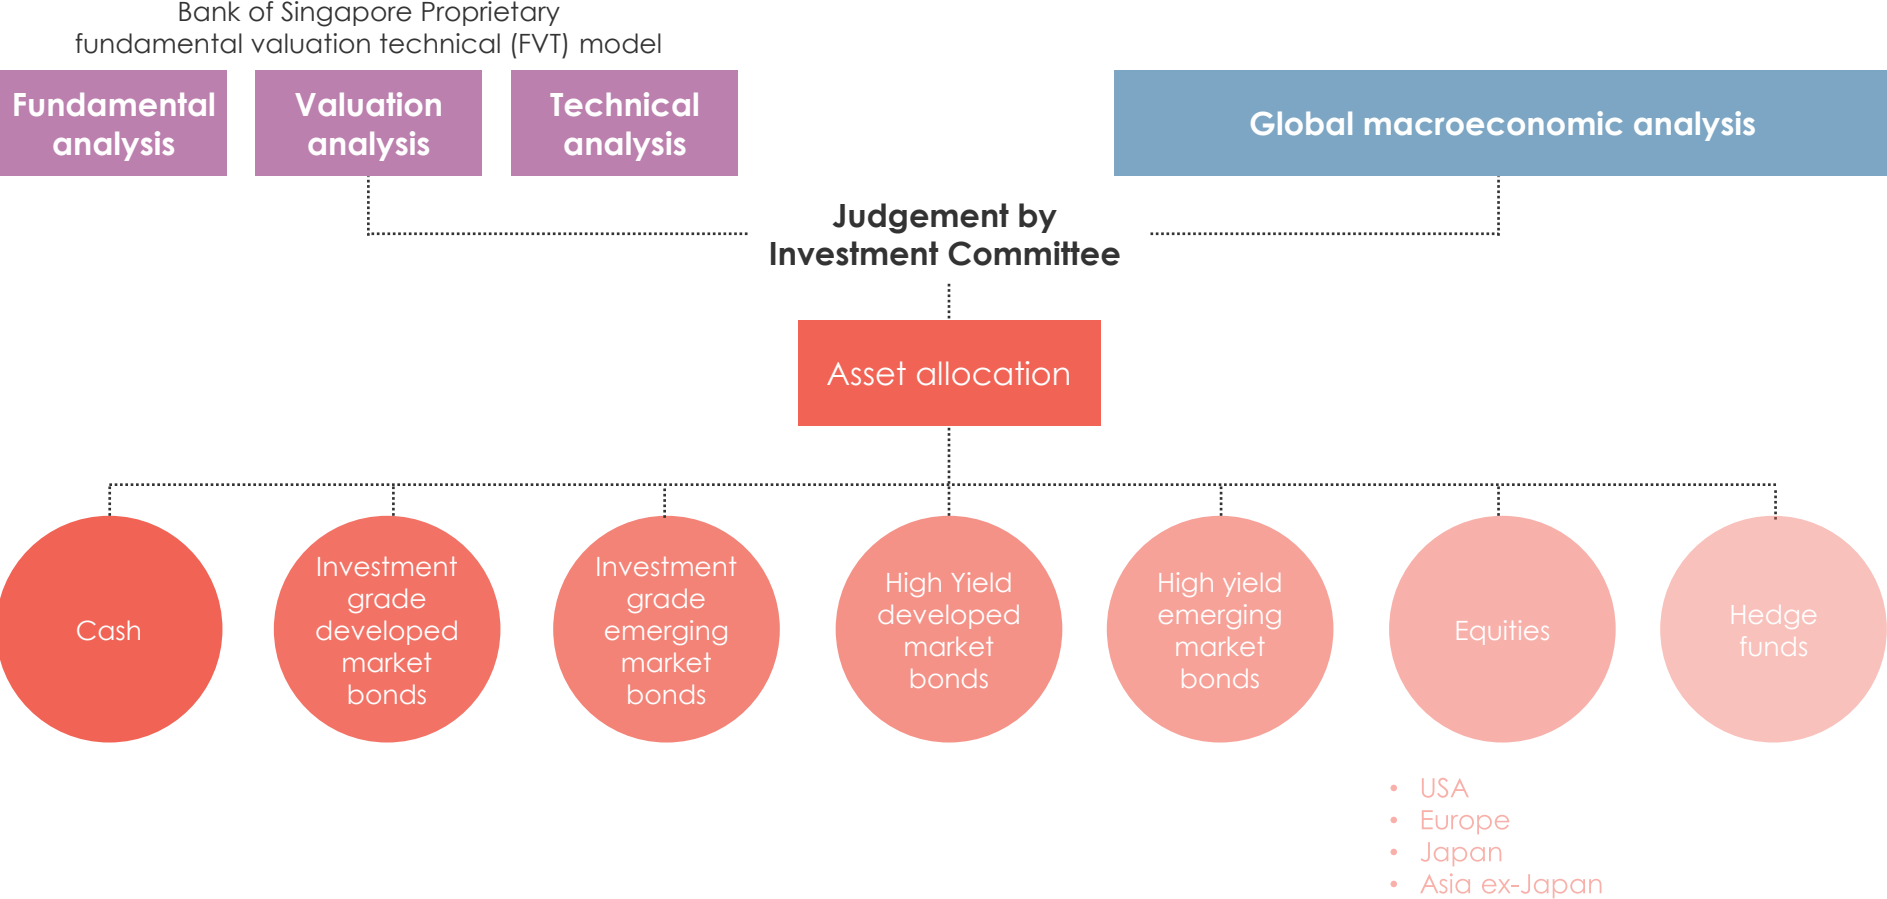 Bank of Singapore Proprietary
fundamental valuation technical (FVT) model
Fundamental
analysis
Valuation
analysis
Technical
analysis
Global macroeconomic analysis
Judgement by
Investment Committee
Asset allocation
Cash
Investment
grade
developed
market
bonds
Investment
grade
emerging
market
bonds
High Yield
developed
market
bonds
High yield
emerging
market
bonds
Equities
Hedge
funds
• USA
• Europe
• Japan
• Asia ex-Japan